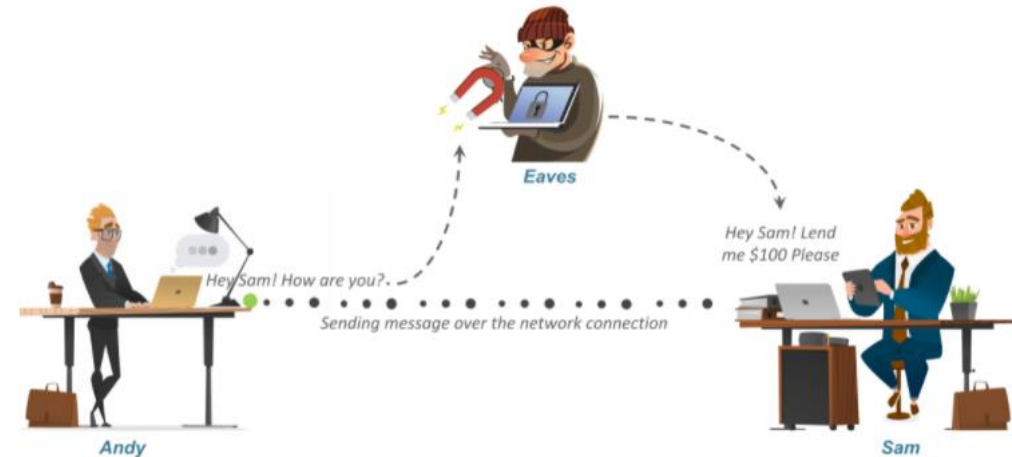 Eaves
Hey Sam! Lend
me $100 Please
Hey Sam! How are you?
Sending message over the network connection
Andy
Sam